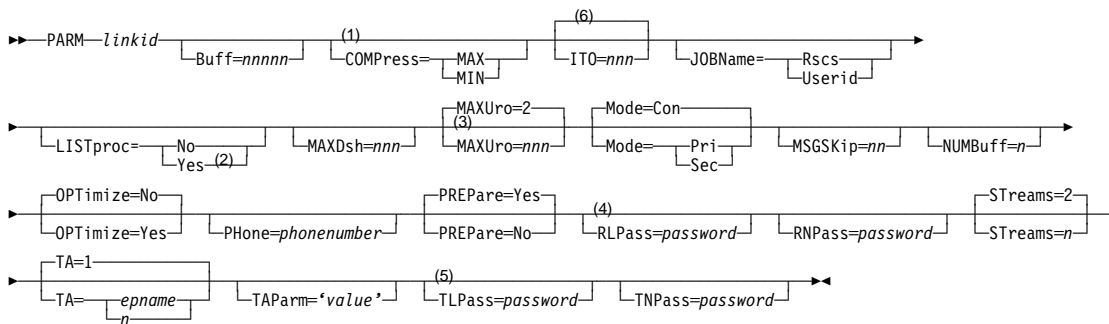 (1) (6)
PARM linkid Buff=nnnnn COMPress= MAX ITO=nnn JOBName= Rscs
MIN Userid
MAXUro=2 Mode=Con
LISTproc= No MAXDsh=nnn (3) MAXUro=nnn Mode= Pri MSGSKip=nn NUMBuff=n
Yes (2) Sec
OPTimize=No PREPare=Yes STreams=2
OPTimize=Yes PHone=phonenumber PREPare=No (4) RLPass=password RNPass=password STreams=n
TA=1
TA= epname TAParm=‘value’ (5) TLPass=password TNPass=password
n